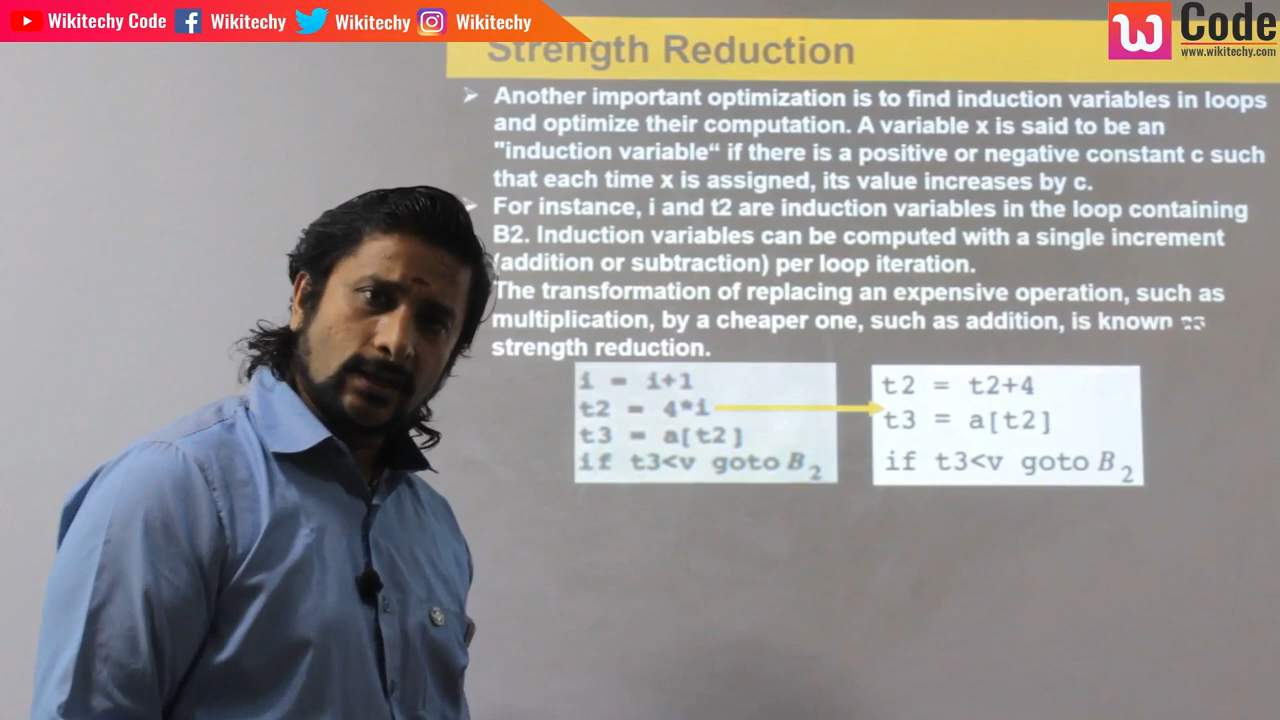 Wikitechy Code Wikitechy Wikitechy Wikitechy
W Code
www.wikitechy.com
Strength Reduction
➢ Another important optimization is to find induction variables in loops
and optimize their computation. A variable x is said to be an
"induction variable“ if there is a positive or negative constant c such
that each time x is assigned, its value increases by c.
➢ For instance, i and t2 are induction variables in the loop containing
B2. Induction variables can be computed with a single increment
(addition or subtraction) per loop iteration.
The transformation of replacing an expensive operation, such as
multiplication, by a cheaper one, such as addition, is known as
strength reduction.
i = i+1
t2 = 4*i
t3 = a[t2]
if t3<v goto B2
t2 = t2+4
t3 = a[t2]
if t3<v goto B2